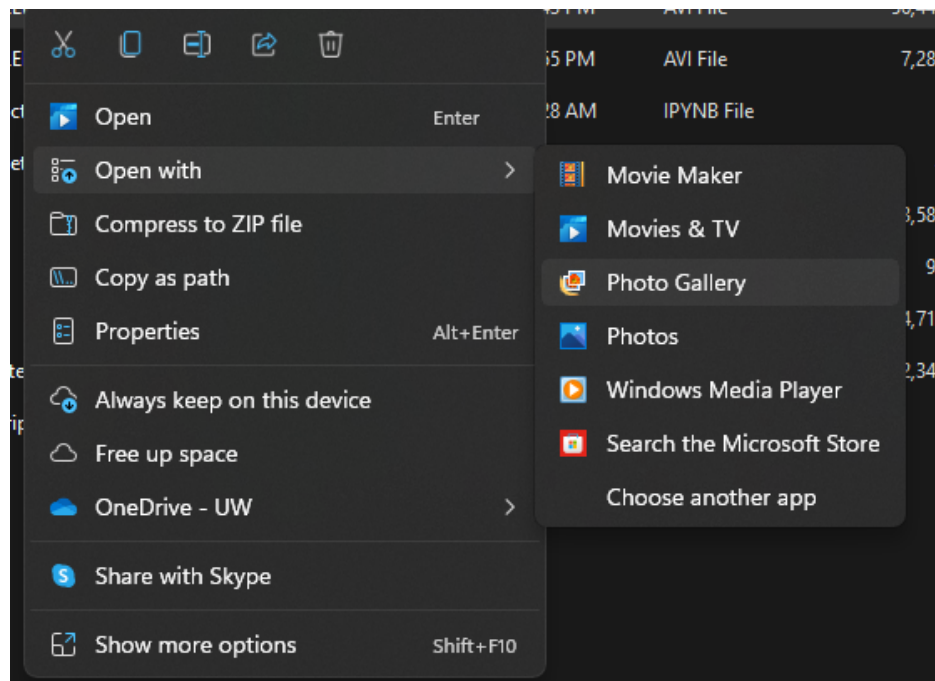 55 PM AVI File 7,28
Open Enter
28 AM IPYNB File
Open with
Movie Maker
Compress to ZIP file
Movies & TV
Copy as path
Photo Gallery
Properties Alt+Enter
Photos
Always keep on this device
Windows Media Player
Free up space
Search the Microsoft Store
OneDrive - UW
Choose another app
Share with Skype
Show more options Shift+F10